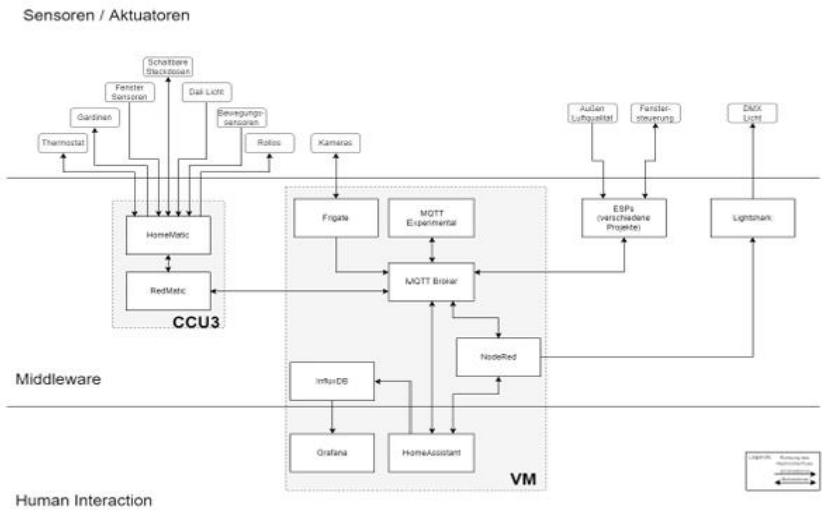 Sensoren / Aktuatoren
Schaltbare
Steckdosen
Fenster
Sensoren
Dali Licht
Gardinen
Bewegungs-
sensoren
Thermostat
Rollos
Kameras
Außen
Luftqualität
Fenster-
steuerung
DMX
Licht
HomeMatic
RedMatic
CCU3
Frigate
MQTT
Experimental
MQTT Broker
ESPs
(verschiedene
Projekte)
Lightshark
NodeRed
InfluxDB
Middleware
Grafana
HomeAssistant
VM
Legende
Human Interaction